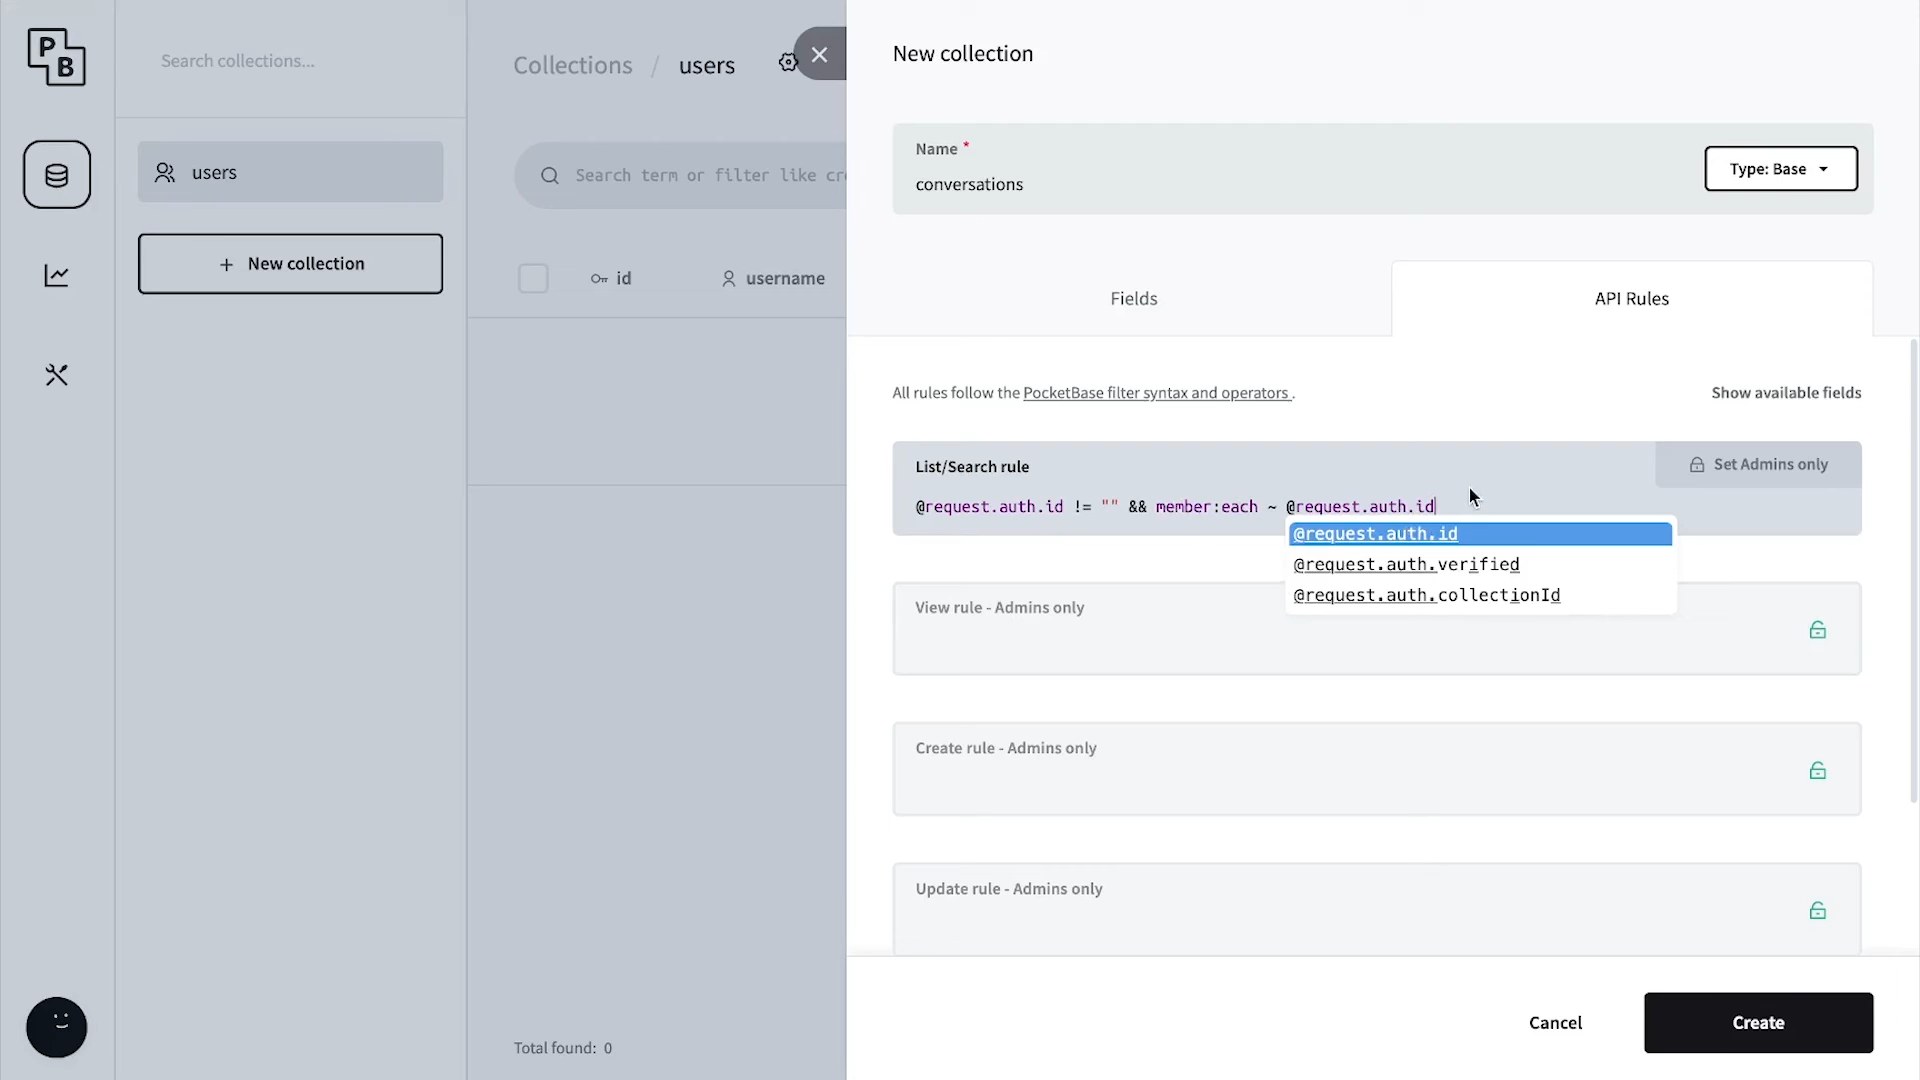 P
B
Search collections...
users
+ New collection
Collections / users
Search term or filter like cre
id
username
Total found: 0
New collection
Name *
conversations
Type: Base
Fields
API Rules
All rules follow the PocketBase filter syntax and operators .
Show available fields
List/Search rule
Set Admins only
@request.auth.id != "" && member:each ~ @request.auth.id
@request.auth.id
@request.auth.verified
@request.auth.collectionId
View rule - Admins only
Create rule - Admins only
Update rule - Admins only
Cancel
Create